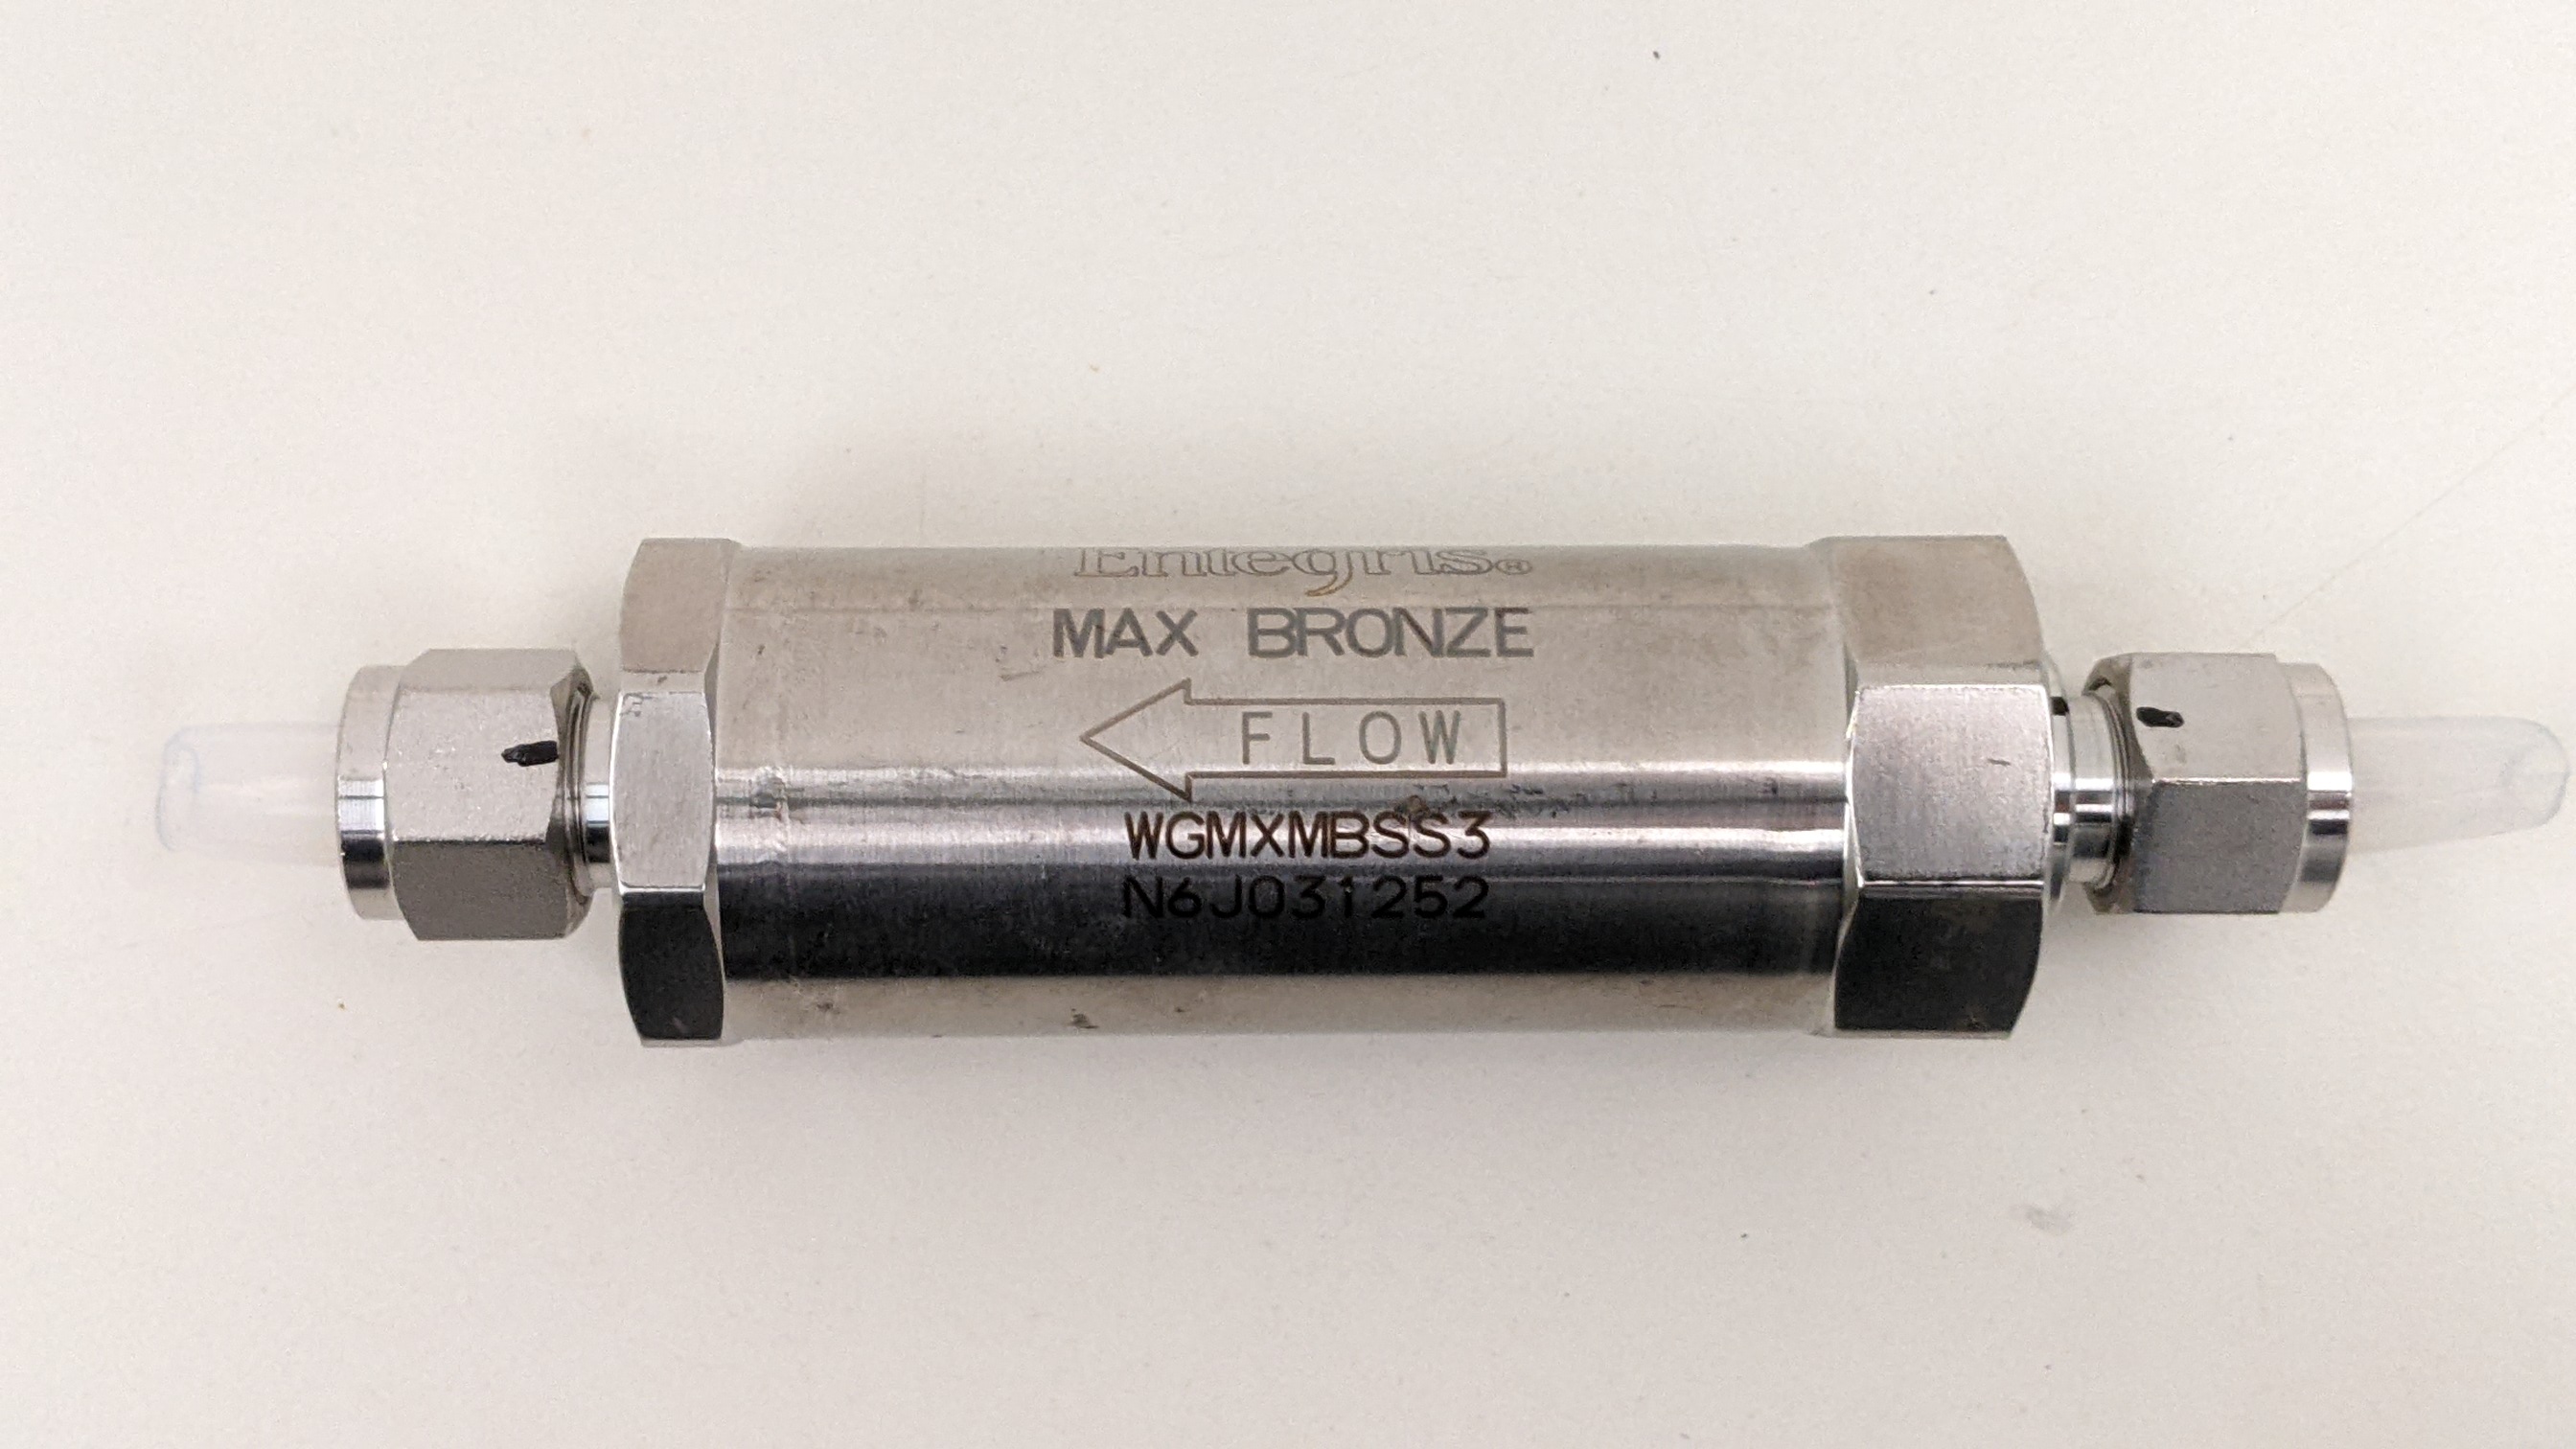 Entegris®
MAX BRONZE
FLOW
WGMXMBSS3
N6J031252